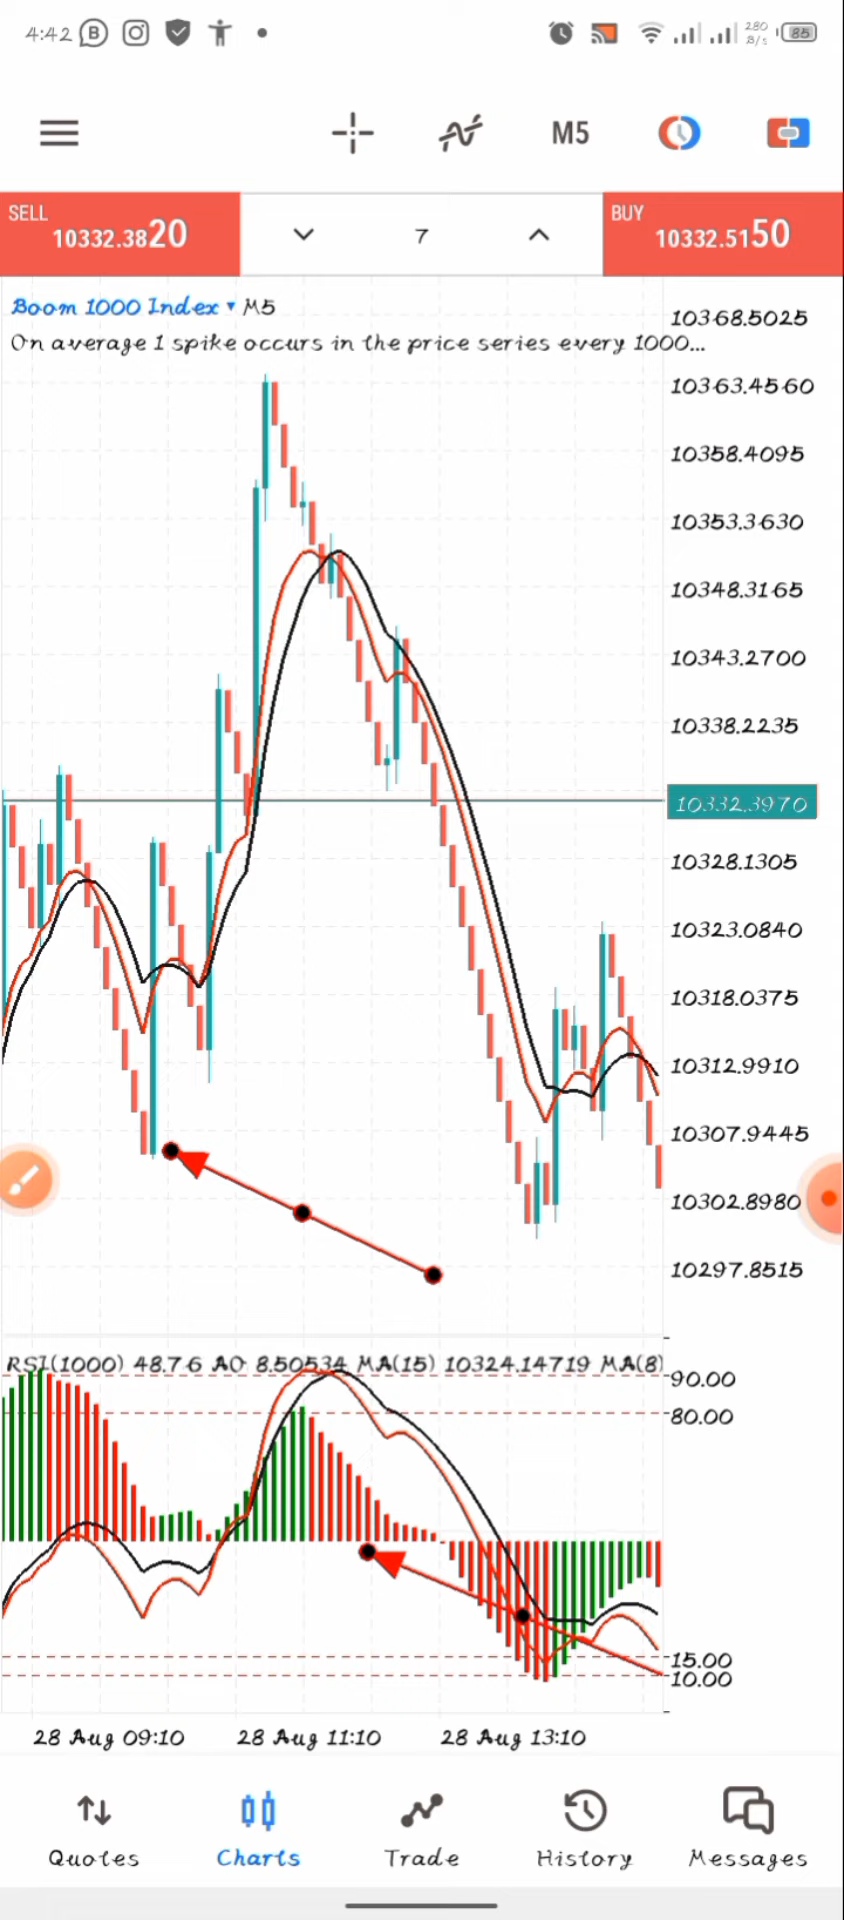 4:42 B 280 B/s 85
M5
SELL 10332.3820 7 BUY 10332.5150
Boom 1000 Index ▾ M5
On average 1 spike occurs in the price series every 1000...
10368.5025
10363.4560
10358.4095
10353.3630
10348.3165
10343.2700
10338.2235
10332.3970
10328.1305
10323.0840
10318.0375
10312.9910
10307.9445
10302.8980
10297.8515
RSI(1000) 48.76 AO 8.50534 MA(15) 10324.14719 MA(8)
90.00
80.00
15.00
10.00
28 Aug 09:10 28 Aug 11:10 28 Aug 13:10
Quotes Charts Trade History Messages